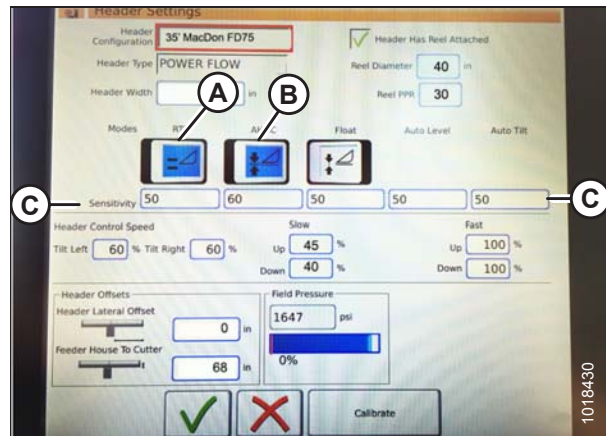 Header Settings
Header Configuration 35' MacDon FD75 Header Has Reel Attached
Header Type POWER FLOW Reel Diameter 40 in
Header Width in Reel PPR 30
A B
Modes Float Auto Level Auto Tilt
C Sensitivity 50 60 50 50 50 C
Header Control Speed Slow Fast
Tilt Left 60 % Tilt Right 60 % Up 45 % Up 100 %
Down 40 % Down 100 %
Header Offsets Field Pressure
Header Lateral Offset 1647 psi
0 in
Feeder House To Cutter 0%
68 in
Calibrate
1018430